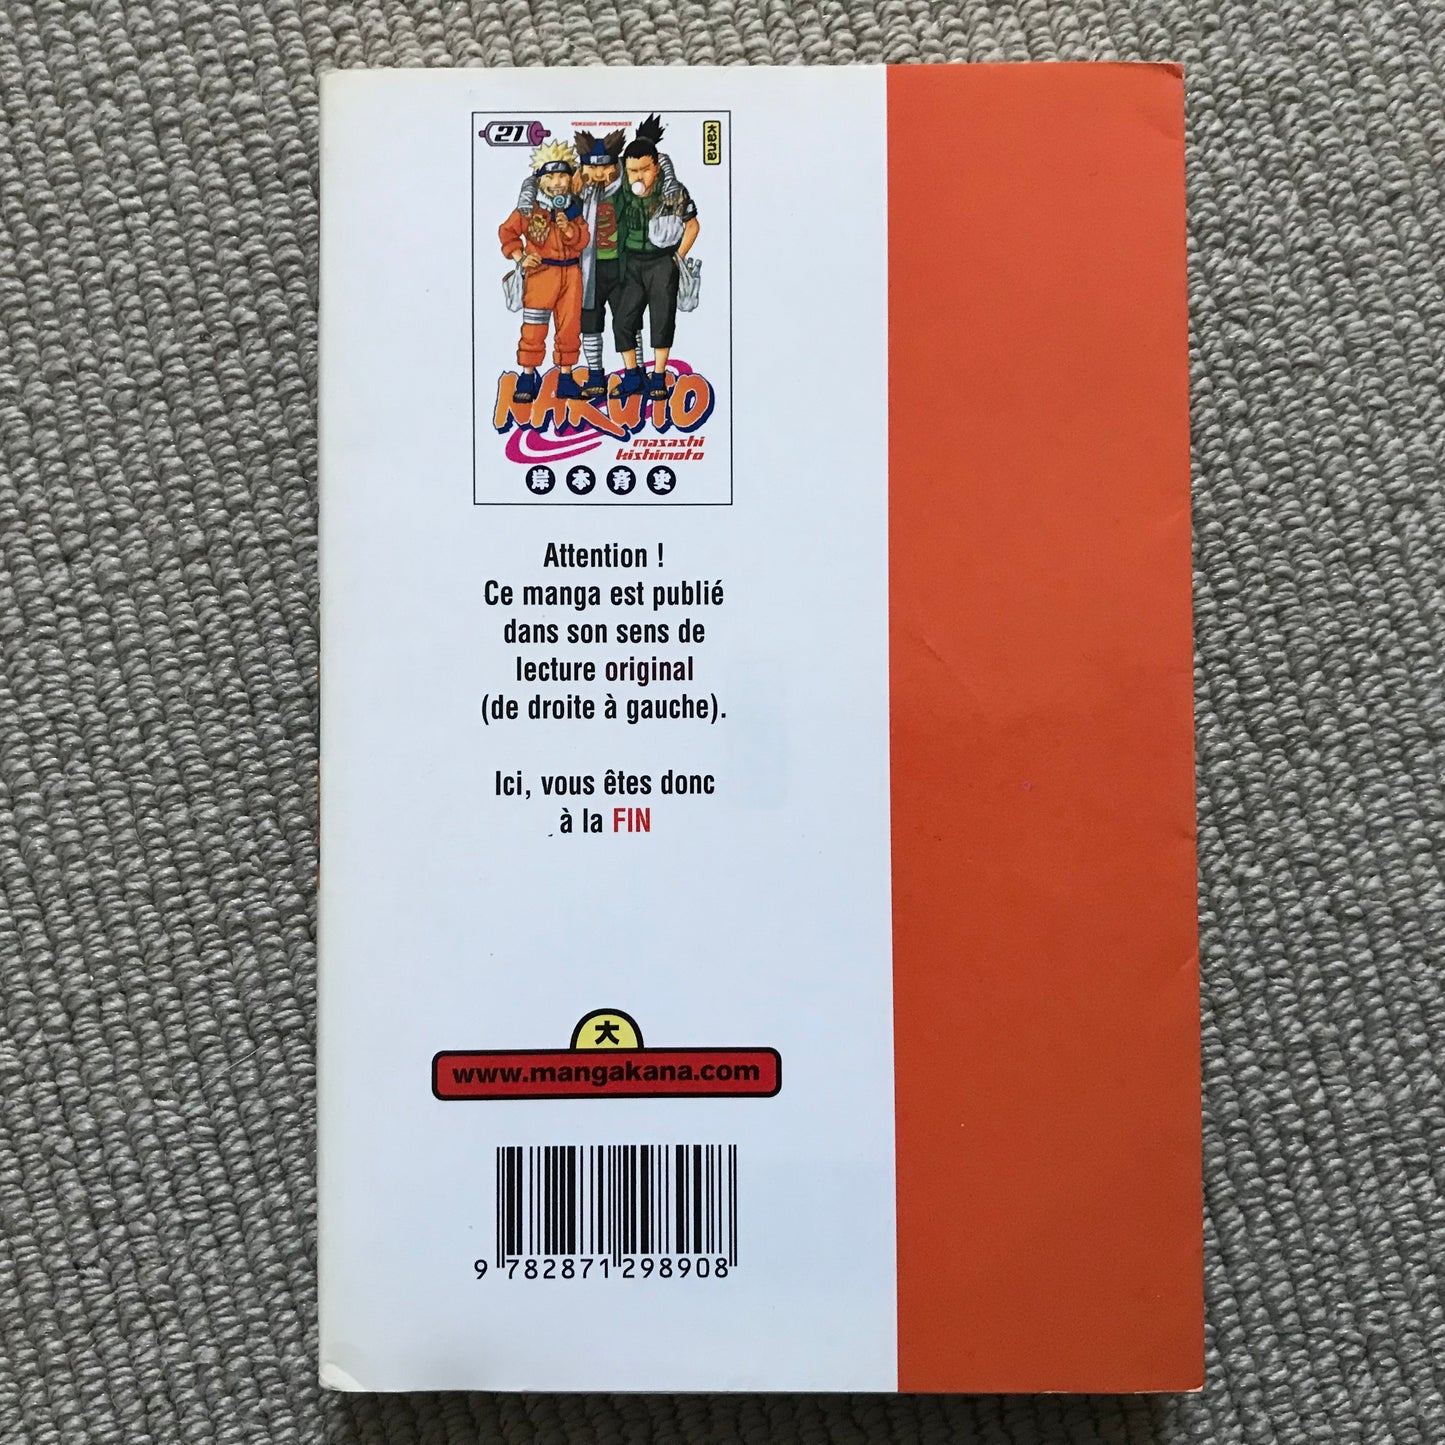 21
VERSION FRANÇAISE
kana
NARUTO
masashi
kishimoto
岸本斉史
Attention !
Ce manga est publié
dans son sens de
lecture original
(de droite à gauche).
Ici, vous êtes donc
à la FIN
大
www.mangakana.com
9 782871 298908